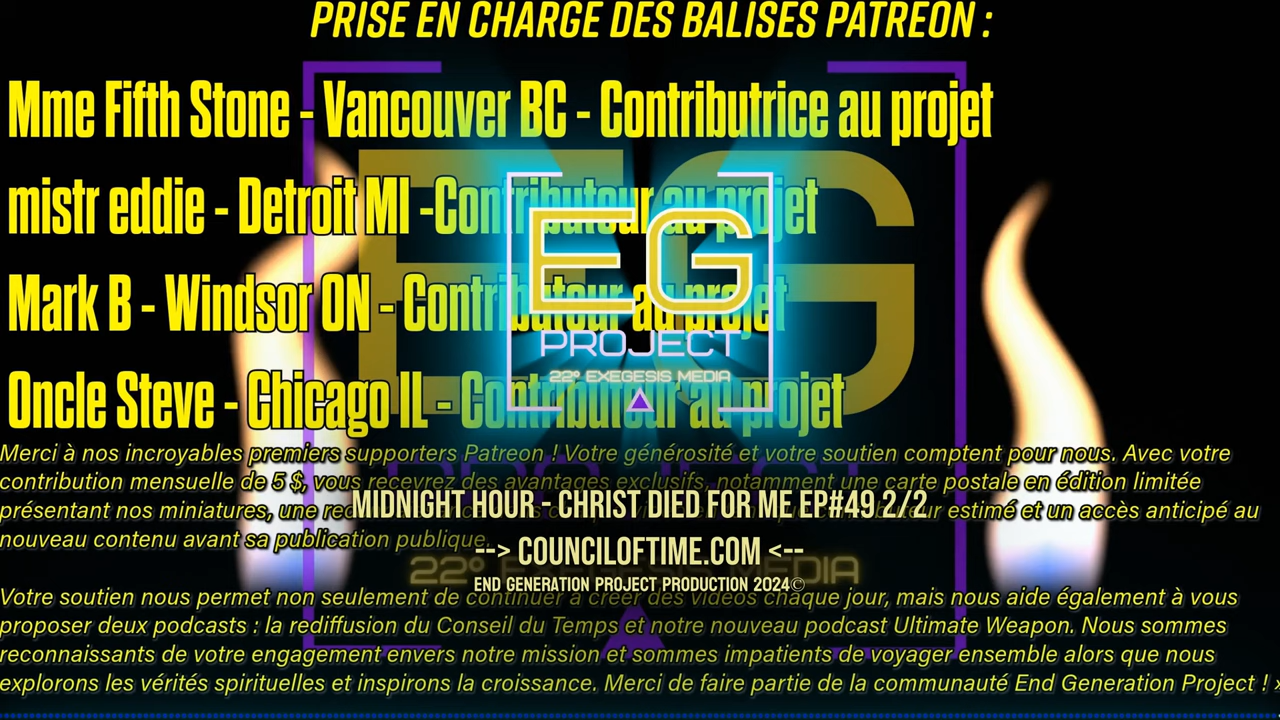 PRISE EN CHARGE DES BALISES PATREON :
Mme Fifth Stone - Vancouver BC - Contributrice au projet
mistr eddie - Detroit MI -Contributeur au projet
Mark B - Windsor ON - Contributeur au projet
Oncle Steve - Chicago IL - Contributeur au projet
EG
PROJECT
22º EXEGESIS MEDIA
Merci à nos incroyables premiers supporters Patreon ! Votre générosité et votre soutien comptent pour nous. Avec votre
contribution mensuelle de 5 $, vous recevrez des avantages exclusifs, notamment une carte postale en édition limitée
présentant nos miniatures, une estimé et un accès anticipé au
nouveau contenu avant sa publication publique.
MIDNIGHT HOUR - CHRIST DIED FOR ME EP#49 2/2
--> COUNCILOFTIME.COM <--
22º EXEGESIS MEDIA
END GENERATION PROJECT PRODUCTION 2024©
Votre soutien nous permet non seulement de continuer à créer des vidéos chaque jour, mais nous aide également à vous
proposer deux podcasts : la rediffusion du Conseil du Temps et notre nouveau podcast Ultimate Weapon. Nous sommes
reconnaissants de votre engagement envers notre mission et sommes impatients de voyager ensemble alors que nous
explorons les vérités spirituelles et inspirons la croissance. Merci de faire partie de la communauté End Generation Project ! »